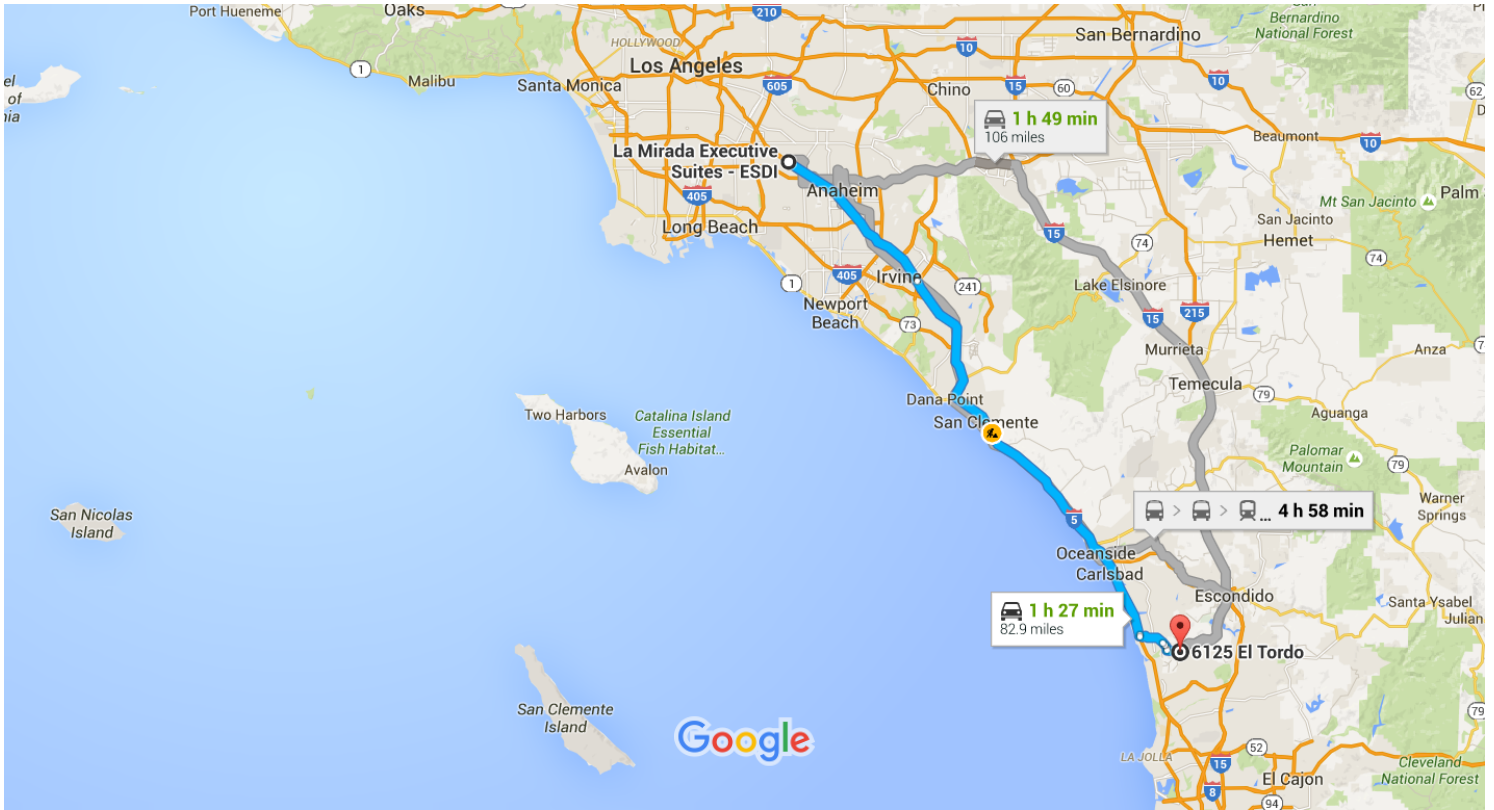 Port Hueneme
Oaks
210
San
Bernardino
National Forest
HOLLYWOOD
10
San Bernardino
Los Angeles
1
Malibu
Santa Monica
605
Chino
15
60
10
62
el
of
nia
1 h 49 min
106 miles
Beaumont
10
La Mirada Executive
Suites - ESDI
Anaheim
405
Mt San Jacinto
Palm
Long Beach
15
74
San Jacinto
Hemet
74
405
Irvine
1
241
Lake Elsinore
Newport
Beach
73
15
215
Murrieta
Anza
Temecula
79
Dana Point
San Clemente
Aguanga
Two Harbors
Catalina Island
Essential
Fish Habitat...
Avalon
Palomar
Mountain
79
San Nicolas
Island
Warner
Springs
> > ... 4 h 58 min
5
Oceanside
Carlsbad
Escondido
1 h 27 min
82.9 miles
Santa Ysabel
Julian
6125 El Tordo
San Clemente
Island
79
Google
LA JOLLA
52
15
El Cajon
Cleveland
National Forest
8
94